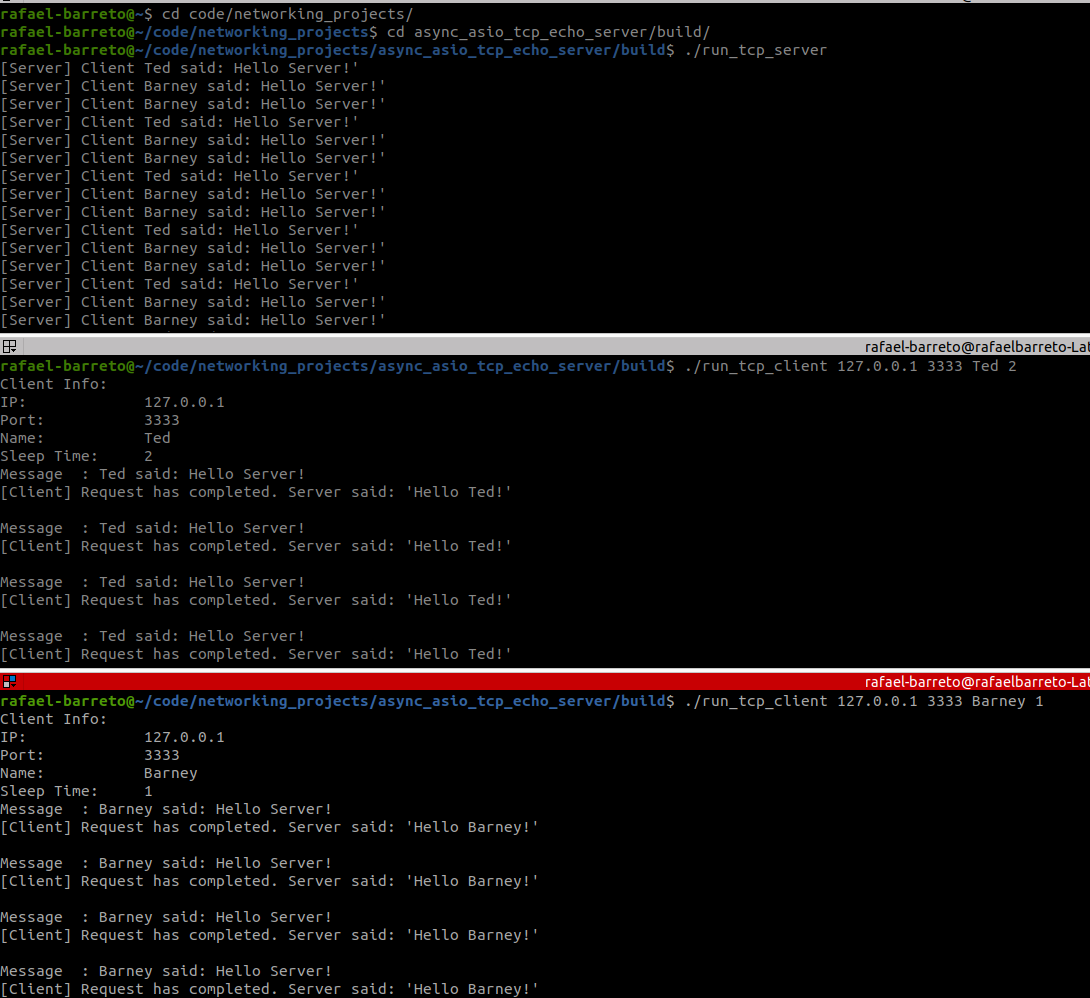 rafael-barreto@~$ cd code/networking_projects/
rafael-barreto@~/code/networking_projects$ cd async_asio_tcp_echo_server/build/
rafael-barreto@~/code/networking_projects/async_asio_tcp_echo_server/build$ ./run_tcp_server
[Server] Client Ted said: Hello Server!'
[Server] Client Barney said: Hello Server!'
[Server] Client Barney said: Hello Server!'
[Server] Client Ted said: Hello Server!'
[Server] Client Barney said: Hello Server!'
[Server] Client Barney said: Hello Server!'
[Server] Client Ted said: Hello Server!'
[Server] Client Barney said: Hello Server!'
[Server] Client Barney said: Hello Server!'
[Server] Client Ted said: Hello Server!'
[Server] Client Barney said: Hello Server!'
[Server] Client Barney said: Hello Server!'
[Server] Client Ted said: Hello Server!'
[Server] Client Barney said: Hello Server!'
[Server] Client Barney said: Hello Server!'
rafael-barreto@rafaelbarreto-Lat
rafael-barreto@~/code/networking_projects/async_asio_tcp_echo_server/build$ ./run_tcp_client 127.0.0.1 3333 Ted 2
Client Info:
IP: 127.0.0.1
Port: 3333
Name: Ted
Sleep Time: 2
Message  : Ted said: Hello Server!
[Client] Request has completed. Server said: 'Hello Ted!'
Message  : Ted said: Hello Server!
[Client] Request has completed. Server said: 'Hello Ted!'
Message  : Ted said: Hello Server!
[Client] Request has completed. Server said: 'Hello Ted!'
Message  : Ted said: Hello Server!
[Client] Request has completed. Server said: 'Hello Ted!'
rafael-barreto@rafaelbarreto-Lat
rafael-barreto@~/code/networking_projects/async_asio_tcp_echo_server/build$ ./run_tcp_client 127.0.0.1 3333 Barney 1
Client Info:
IP: 127.0.0.1
Port: 3333
Name: Barney
Sleep Time: 1
Message  : Barney said: Hello Server!
[Client] Request has completed. Server said: 'Hello Barney!'
Message  : Barney said: Hello Server!
[Client] Request has completed. Server said: 'Hello Barney!'
Message  : Barney said: Hello Server!
[Client] Request has completed. Server said: 'Hello Barney!'
Message  : Barney said: Hello Server!
[Client] Request has completed. Server said: 'Hello Barney!'